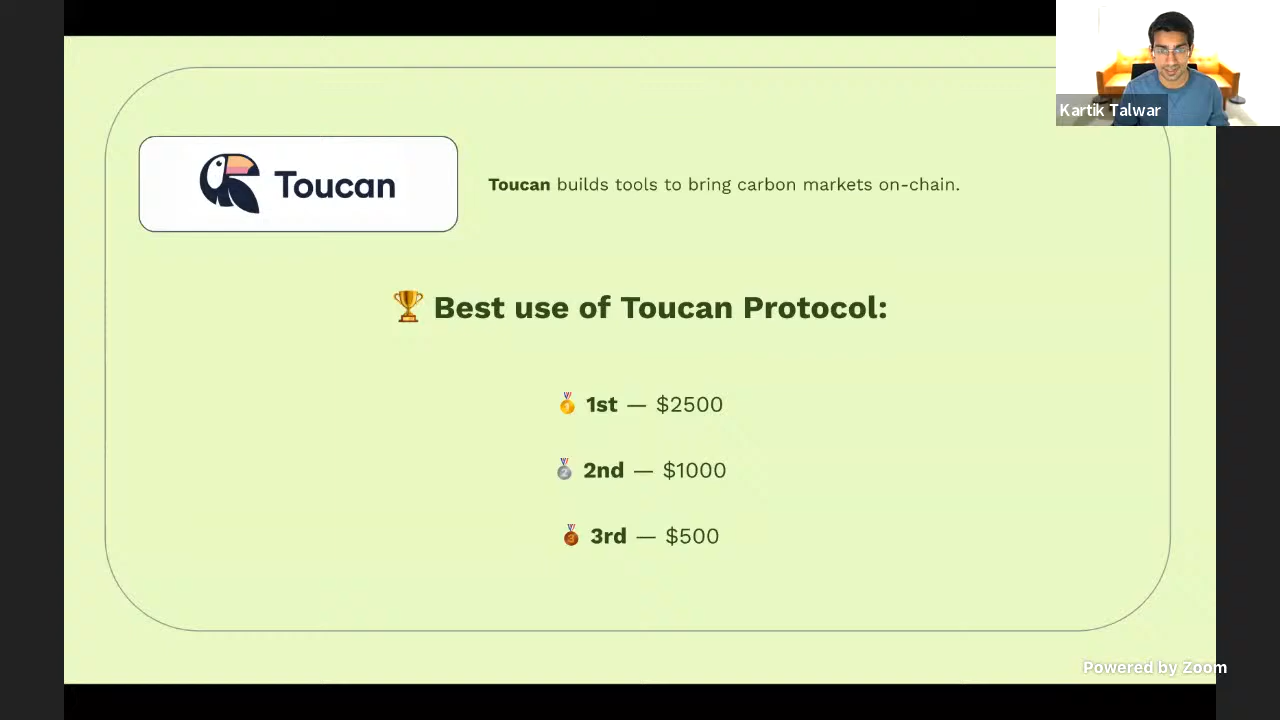 Kartik Talwar
Toucan
Toucan builds tools to bring carbon markets on-chain.
🏆 Best use of Toucan Protocol:
🥇 1st — $2500
🥈 2nd — $1000
🥉 3rd — $500
Powered by Zoom